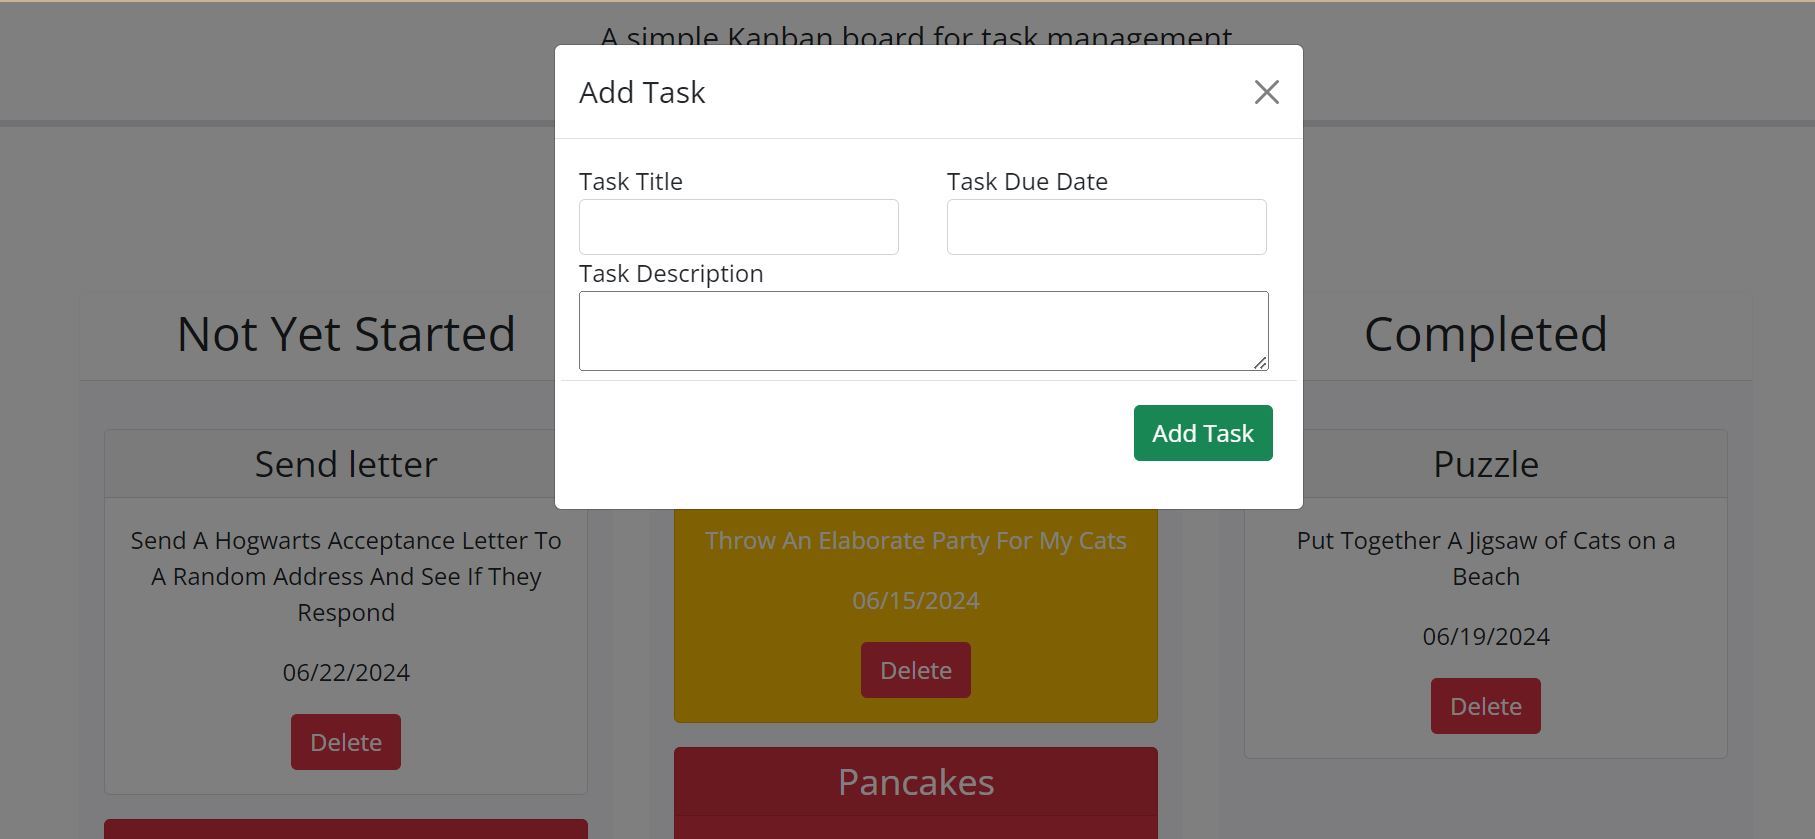 A simple Kanban board for task management
Add Task
Task Title
Task Due Date
Task Description
Add Task
Not Yet Started
Send letter
Send A Hogwarts Acceptance Letter To
A Random Address And See If They
Respond
06/22/2024
Delete
Throw An Elaborate Party For My Cats
06/15/2024
Delete
Pancakes
Completed
Puzzle
Put Together A Jigsaw of Cats on a
Beach
06/19/2024
Delete